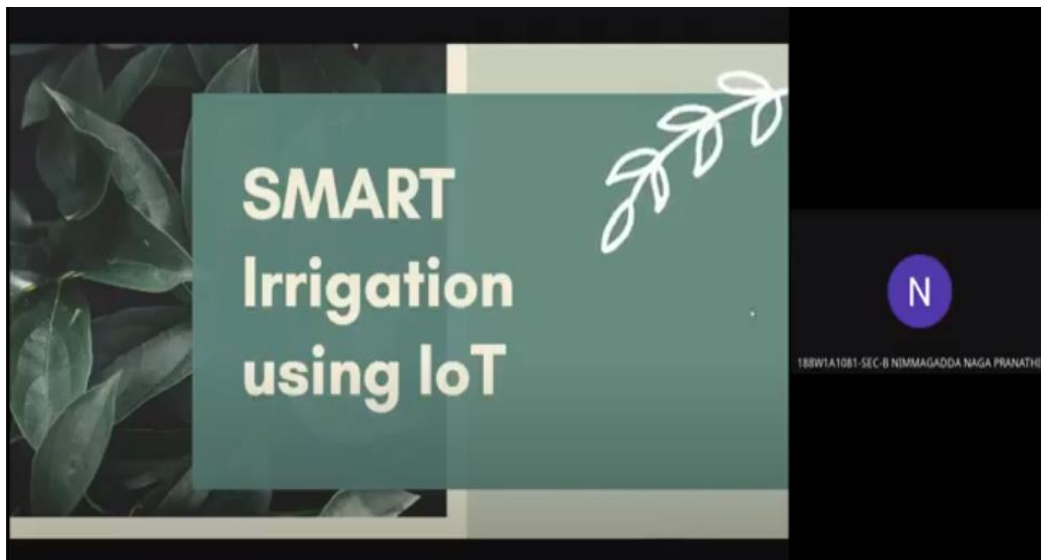 SMART
Irrigation
using IoT
N
188W1A1081-SEC-B NIMMAGADDA NAGA PRANATHI